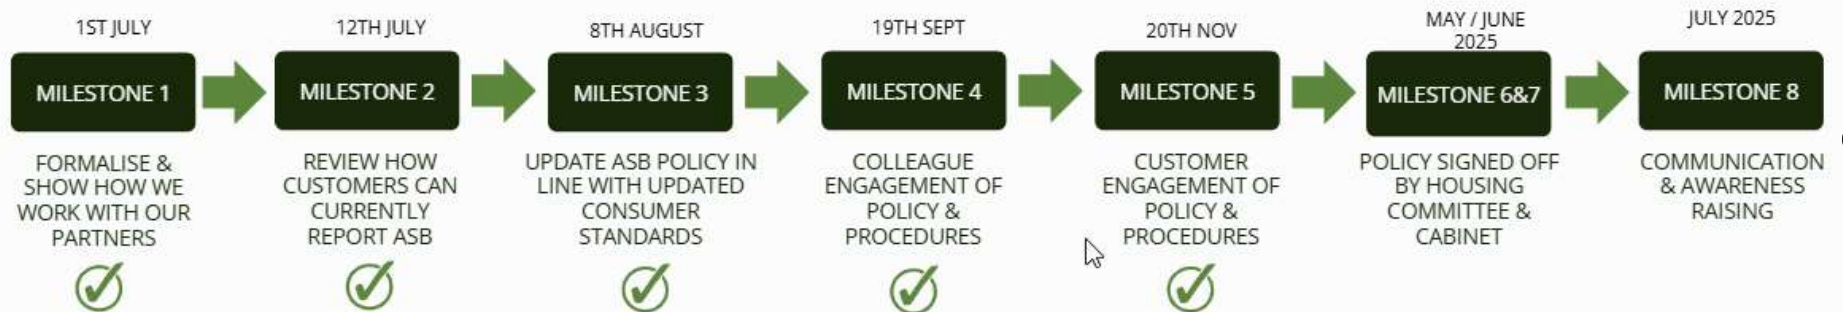 1ST JULY
12TH JULY
8TH AUGUST
19TH SEPT
20TH NOV
MAY / JUNE
2025
JULY 2025
MILESTONE 1
MILESTONE 2
MILESTONE 3
MILESTONE 4
MILESTONE 5
MILESTONE 6&7
MILESTONE 8
FORMALISE &
SHOW HOW WE
WORK WITH OUR
PARTNERS
REVIEW HOW
CUSTOMERS CAN
CURRENTLY
REPORT ASB
UPDATE ASB POLICY IN
LINE WITH UPDATED
CONSUMER
STANDARDS
COLLEAGUE
ENGAGEMENT OF
POLICY &
PROCEDURES
CUSTOMER
ENGAGEMENT OF
POLICY &
PROCEDURES
POLICY SIGNED OFF
BY HOUSING
COMMITTEE &
CABINET
COMMUNICATION
& AWARENESS
RAISING